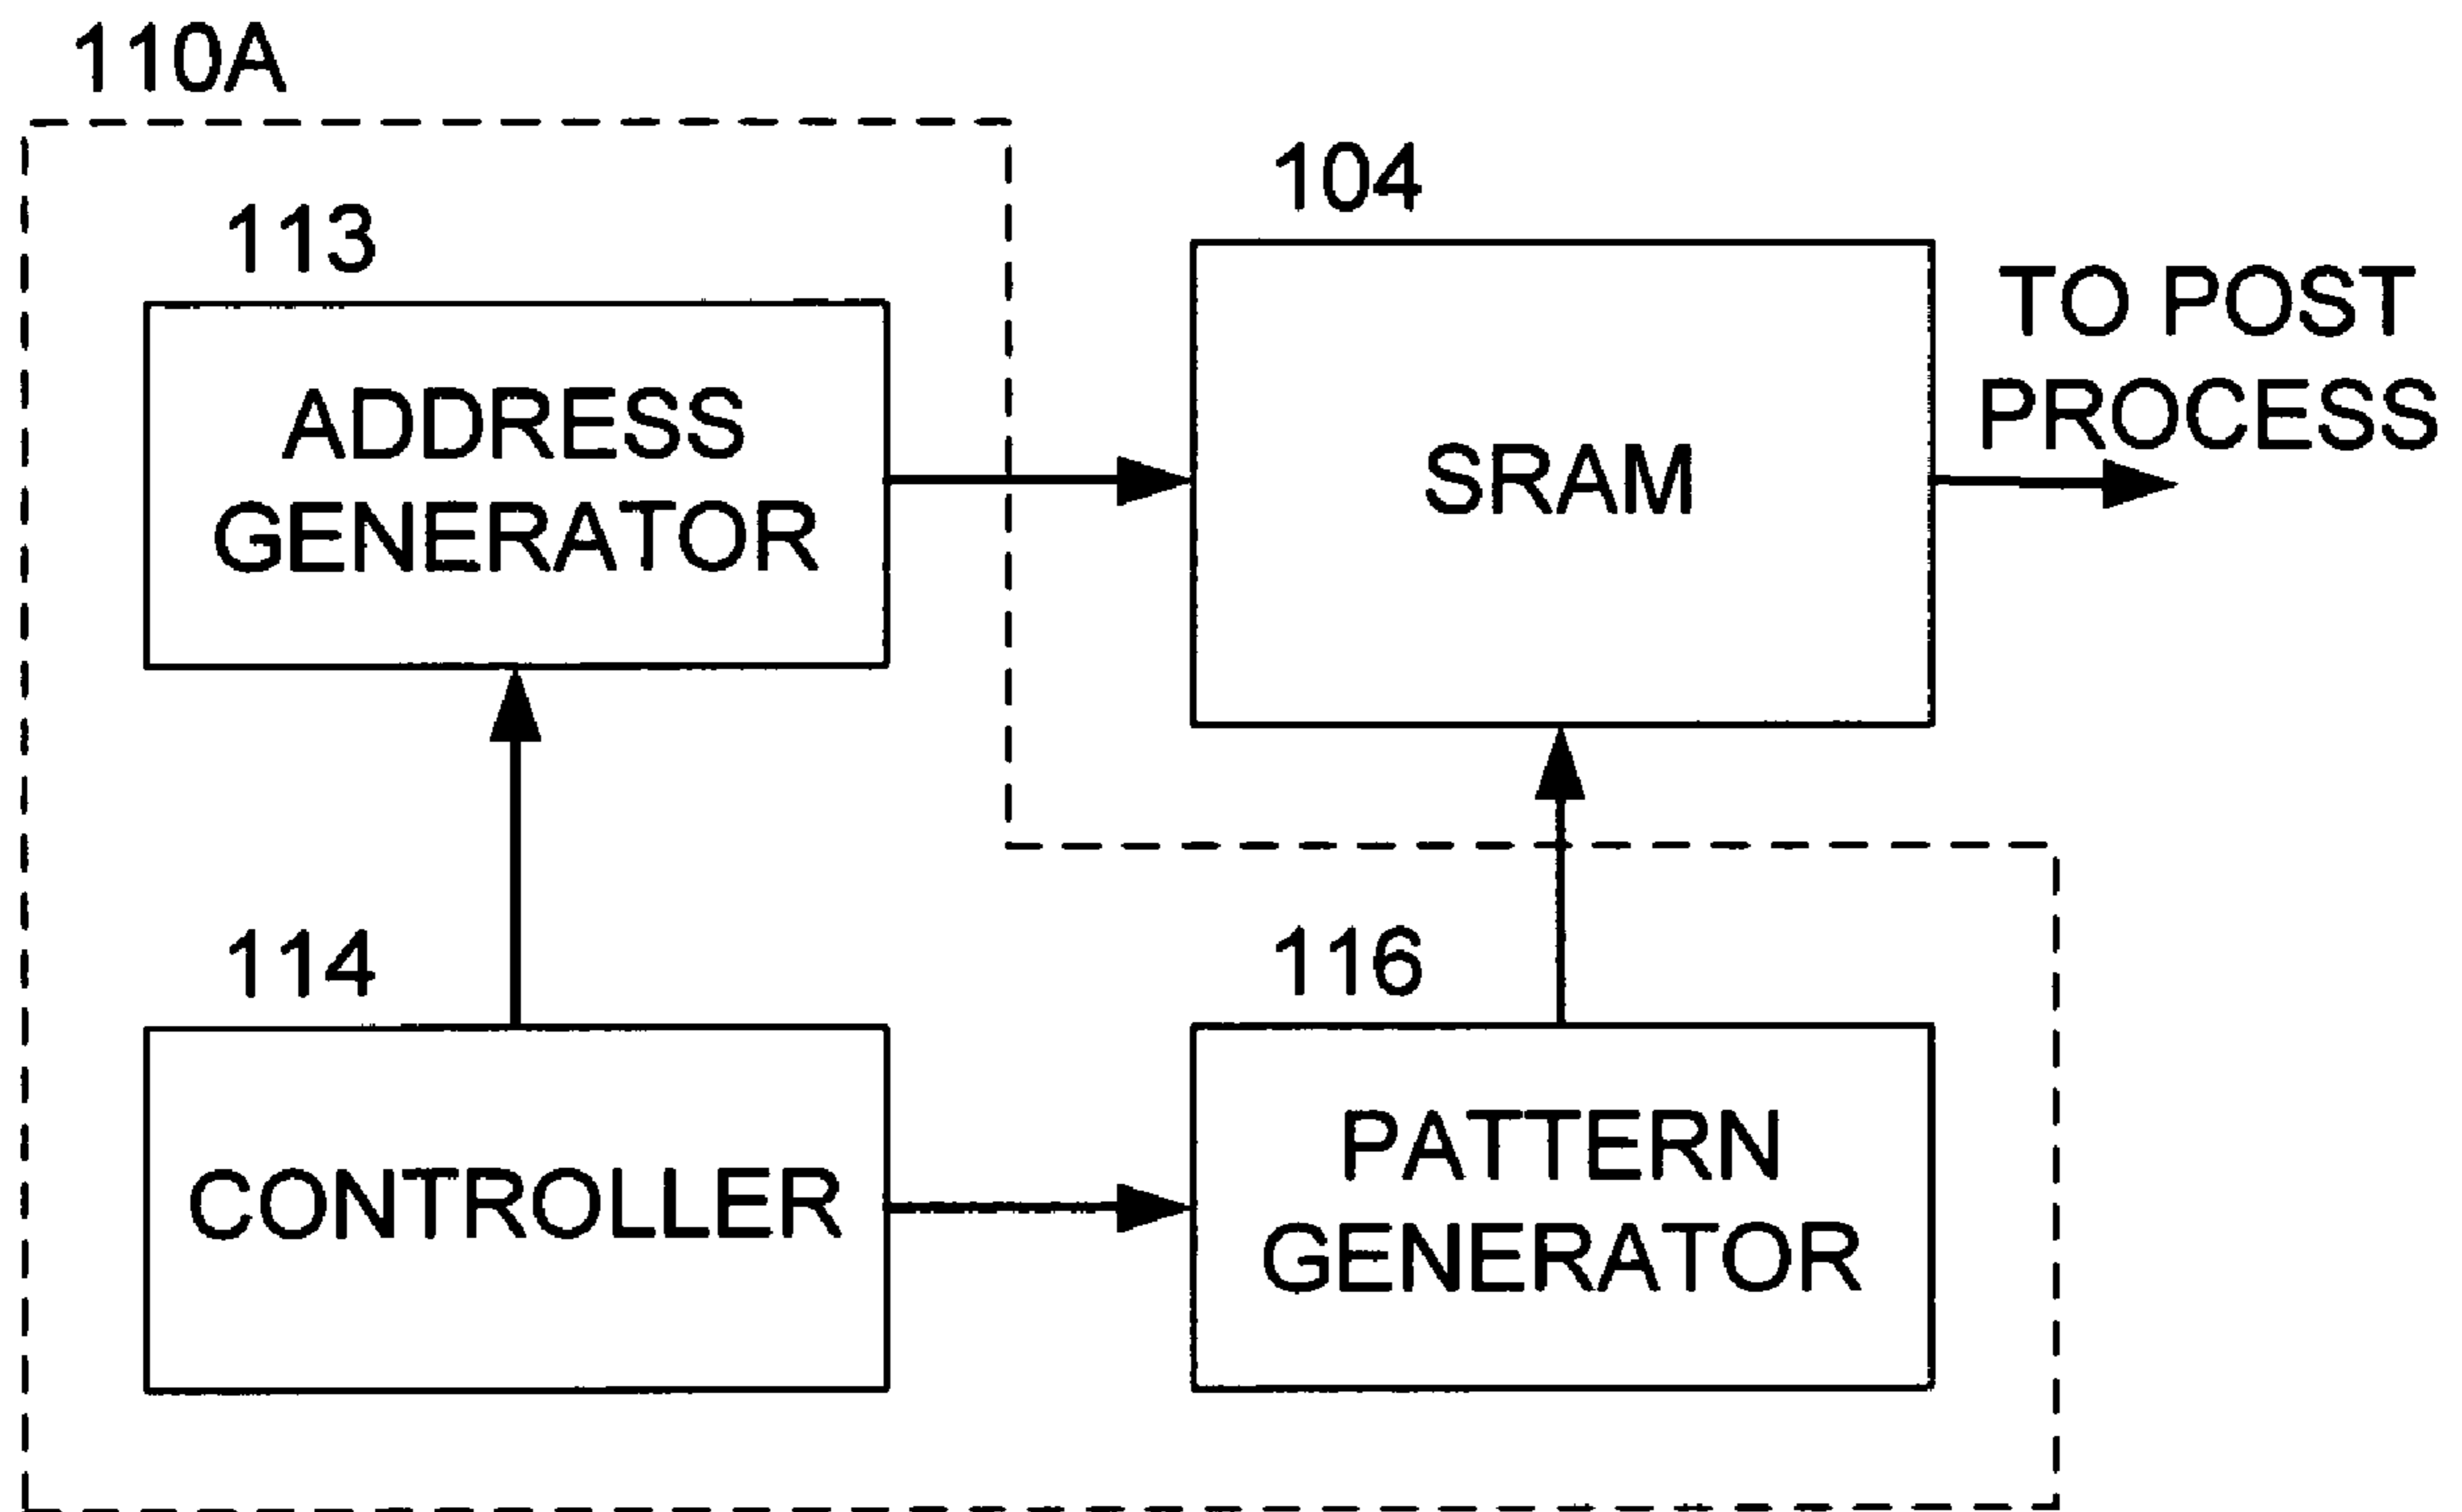 110A
113
ADDRESS
GENERATOR
104
SRAM
TO POST
PROCESS
114
CONTROLLER
116
PATTERN
GENERATOR